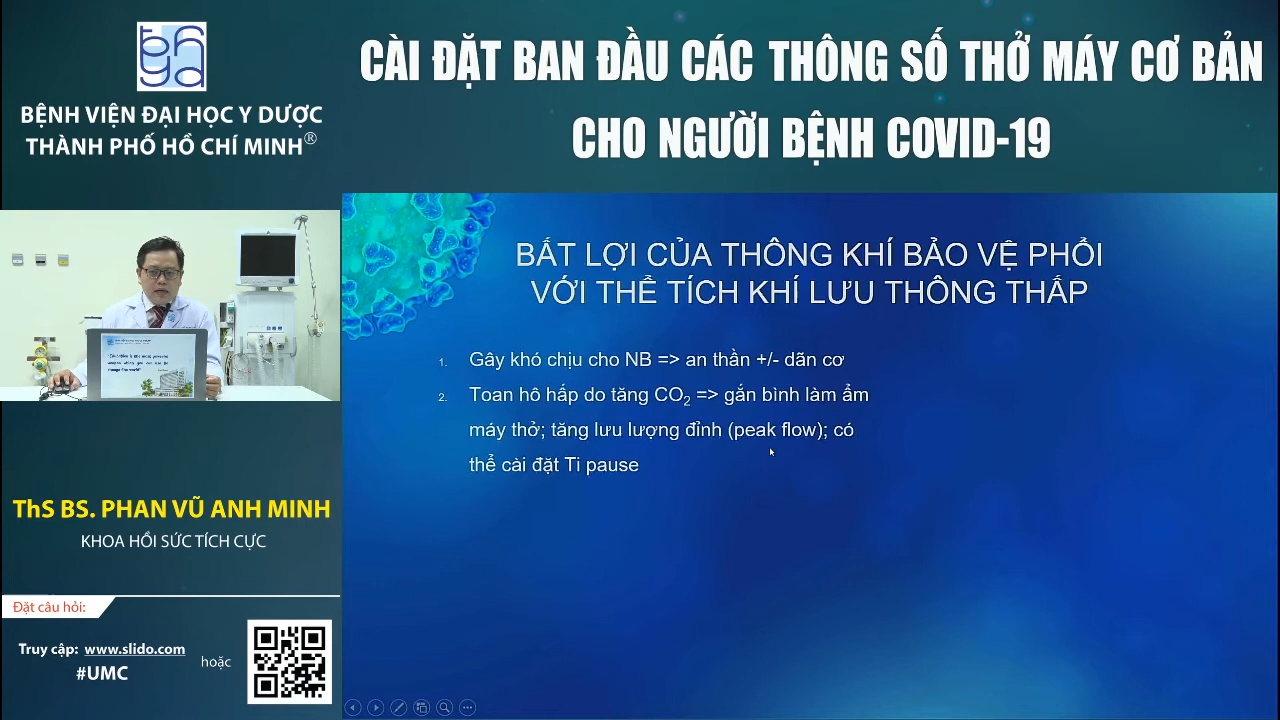 BỆNH VIỆN ĐẠI HỌC Y DƯỢC
THÀNH PHỐ HỒ CHÍ MINH®
CÀI ĐẶT BAN ĐẦU CÁC THÔNG SỐ THỞ MÁY CƠ BẢN
CHO NGƯỜI BỆNH COVID-19
BẤT LỢI CỦA THÔNG KHÍ BẢO VỆ PHỔI
VỚI THỂ TÍCH KHÍ LƯU THÔNG THẤP
1. Gây khó chịu cho NB => an thần +/- dãn cơ
2. Toan hô hấp do tăng CO₂ => gắn bình làm ẩm
máy thở; tăng lưu lượng đỉnh (peak flow); có
thể cài đặt Ti pause
ThS BS. PHAN VŨ ANH MINH
KHOA HỒI SỨC TÍCH CỰC
Đặt câu hỏi:
Truy cập: www.slido.com
#UMC
hoặc